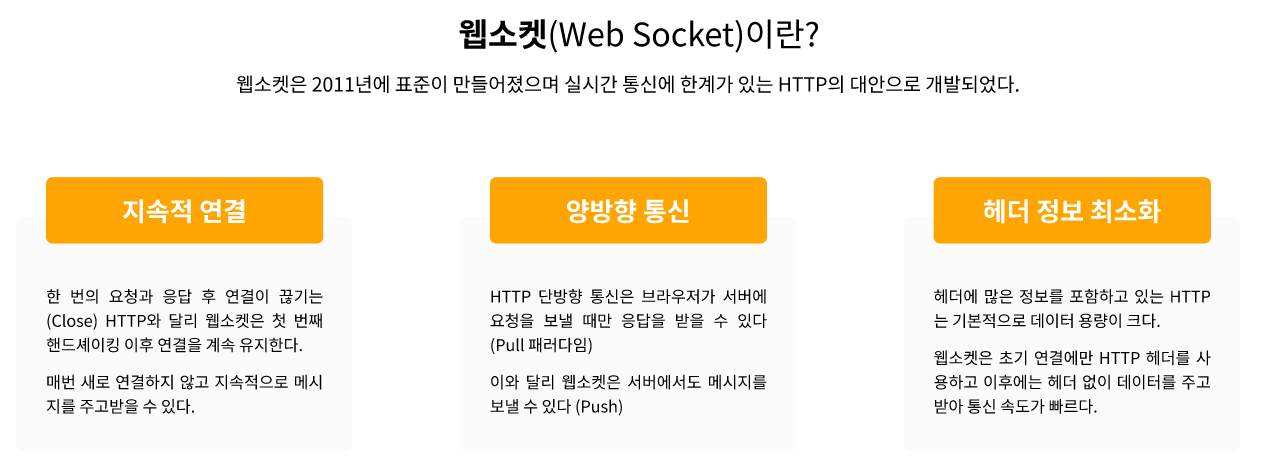 웹소켓(Web Socket)이란?
웹소켓은 2011년에 표준이 만들어졌으며 실시간 통신에 한계가 있는 HTTP의 대안으로 개발되었다.
지속적 연결
한 번의 요청과 응답 후 연결이 끊기는
(Close) HTTP와 달리 웹소켓은 첫 번째
핸드셰이킹 이후 연결을 계속 유지한다.
매번 새로 연결하지 않고 지속적으로 메시
지를 주고받을 수 있다.
양방향 통신
HTTP 단방향 통신은 브라우저가 서버에
요청을 보낼 때만 응답을 받을 수 있다
(Pull 패러다임)
이와 달리 웹소켓은 서버에서도 메시지를
보낼 수 있다 (Push)
헤더 정보 최소화
헤더에 많은 정보를 포함하고 있는 HTTP
는 기본적으로 데이터 용량이 크다.
웹소켓은 초기 연결에만 HTTP 헤더를 사
용하고 이후에는 헤더 없이 데이터를 주고
받아 통신 속도가 빠르다.